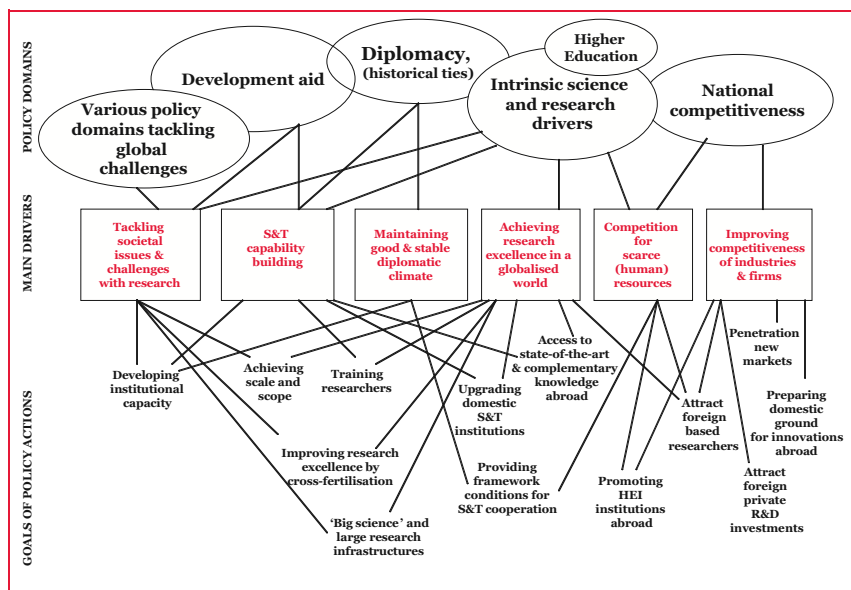 POLICY DOMAINS
Various policy
domains tackling
global
challenges
Development aid
Diplomacy,
(historical ties)
Intrinsic science
and research
drivers
Higher
Education
National
competitiveness
MAIN DRIVERS
Tackling
societal
issues &
challenges
with research
S&T
capability
building
Maintaining
good & stable
diplomatic
climate
Achieving
research
excellence in a
globalised
world
Competition
for
scarce
(human)
resources
Improving
competitiveness
of industries
& firms
GOALS OF POLICY ACTIONS
Developing
institutional
capacity
Achieving
scale and
scope
Training
researchers
Upgrading
domestic
S&T
institutions
Access to
state-of-the-art
& complementary
knowledge
abroad
Attract
foreign
based
researchers
Penetration
new
markets
Preparing
domestic
ground
for innovations
abroad
Improving research
excellence by
cross-fertilisation
Providing
framework
conditions for
S&T cooperation
Promoting
HEI
institutions
abroad
Attract
foreign
private
R&D
investments
‘Big science’ and
large research
infrastructures